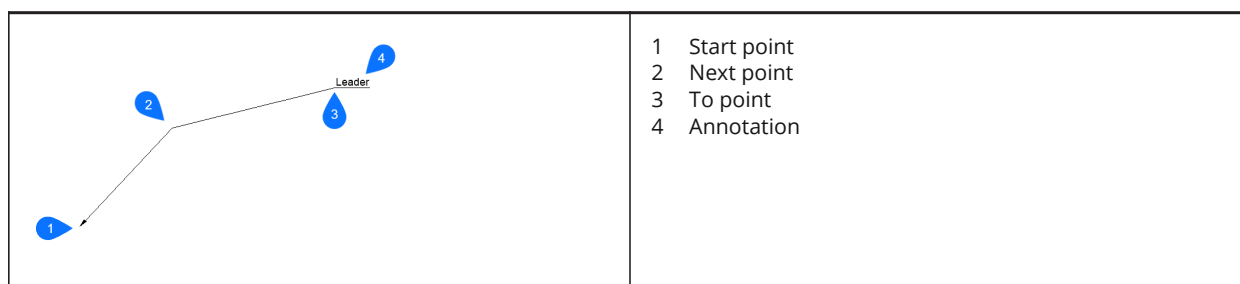 4
Leader
2
3
1
1 Start point
2 Next point
3 To point
4 Annotation